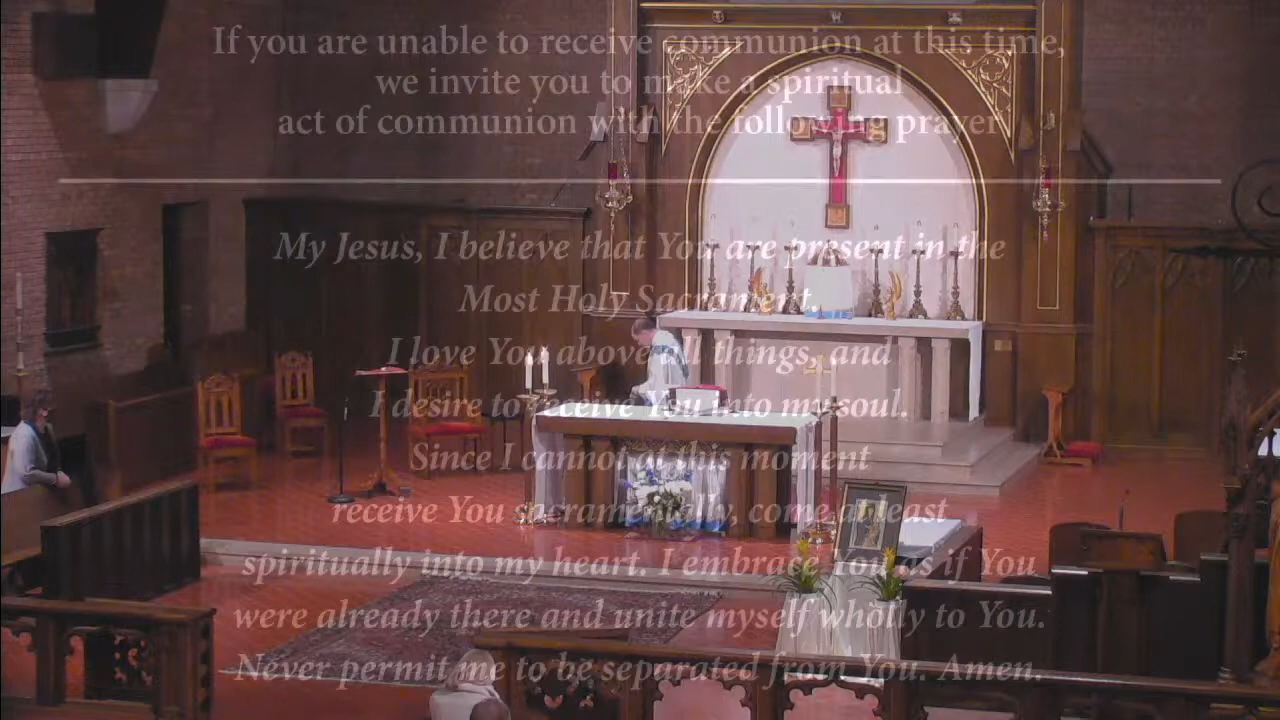 If you are unable to receive communion at this time,
we invite you to make a spiritual
act of communion with the following prayer
My Jesus, I believe that You are present in the
Most Holy Sacrament.
I love You above all things, and
I desire to receive You into my soul.
Since I cannot at this moment
receive You sacramentally, come at least
spiritually into my heart. I embrace You as if You
were already there and unite myself wholly to You.
Never permit me to be separated from You. Amen.